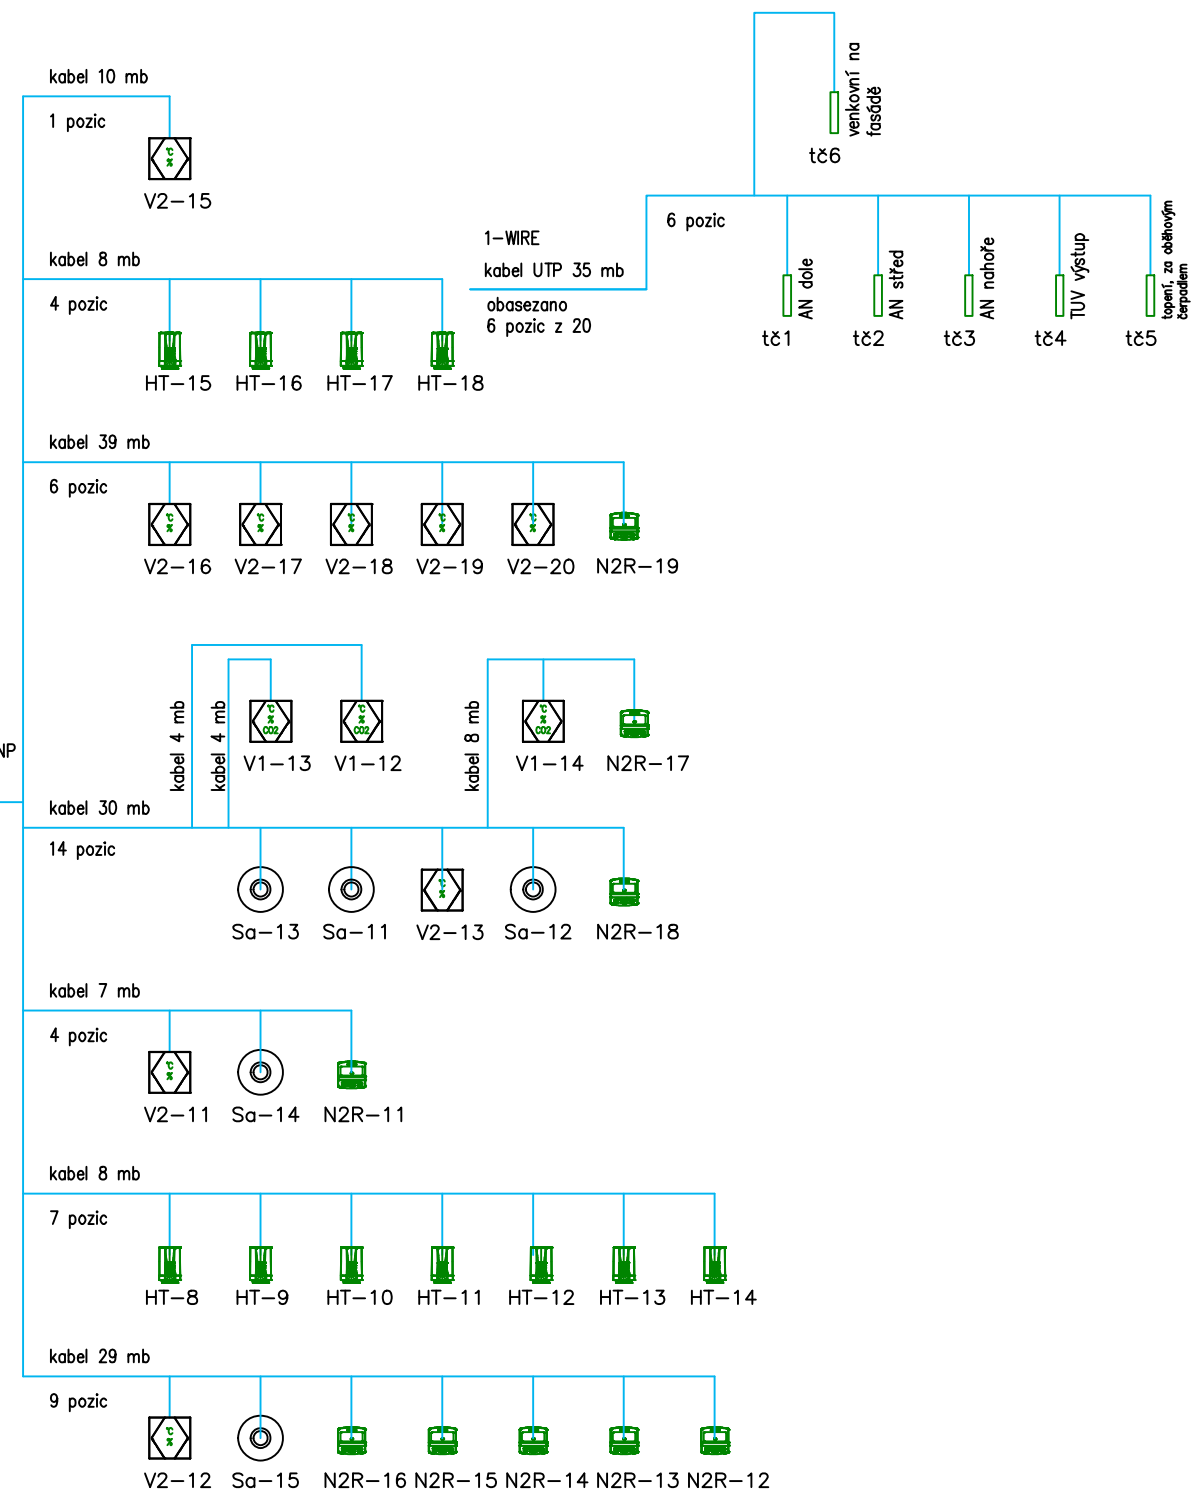 kabel 10 mb
1 pozic
°C
%
V2-15
venkovní na
fasádě
tč6
6 pozic
1-WIRE
kabel UTP 35 mb
obasezano
6 pozic z 20
AN dole
AN střed
AN nahoře
TUV výstup
topení, za oběhovým
čerpadlem
tč1
tč2
tč3
tč4
tč5
kabel 8 mb
4 pozic
HT-15
HT-16
HT-17
HT-18
kabel 39 mb
6 pozic
°C
%
°C
%
°C
%
°C
%
°C
%
V2-16
V2-17
V2-18
V2-19
V2-20
N2R-19
kabel 4 mb
kabel 4 mb
kabel 8 mb
°C
%
CO2
°C
%
CO2
°C
%
CO2
V1-13
V1-12
V1-14
N2R-17
NP
kabel 30 mb
14 pozic
°C
%
Sa-13
Sa-11
V2-13
Sa-12
N2R-18
kabel 7 mb
4 pozic
°C
%
V2-11
Sa-14
N2R-11
kabel 8 mb
7 pozic
HT-8
HT-9
HT-10
HT-11
HT-12
HT-13
HT-14
kabel 29 mb
9 pozic
°C
%
V2-12
Sa-15
N2R-16
N2R-15
N2R-14
N2R-13
N2R-12